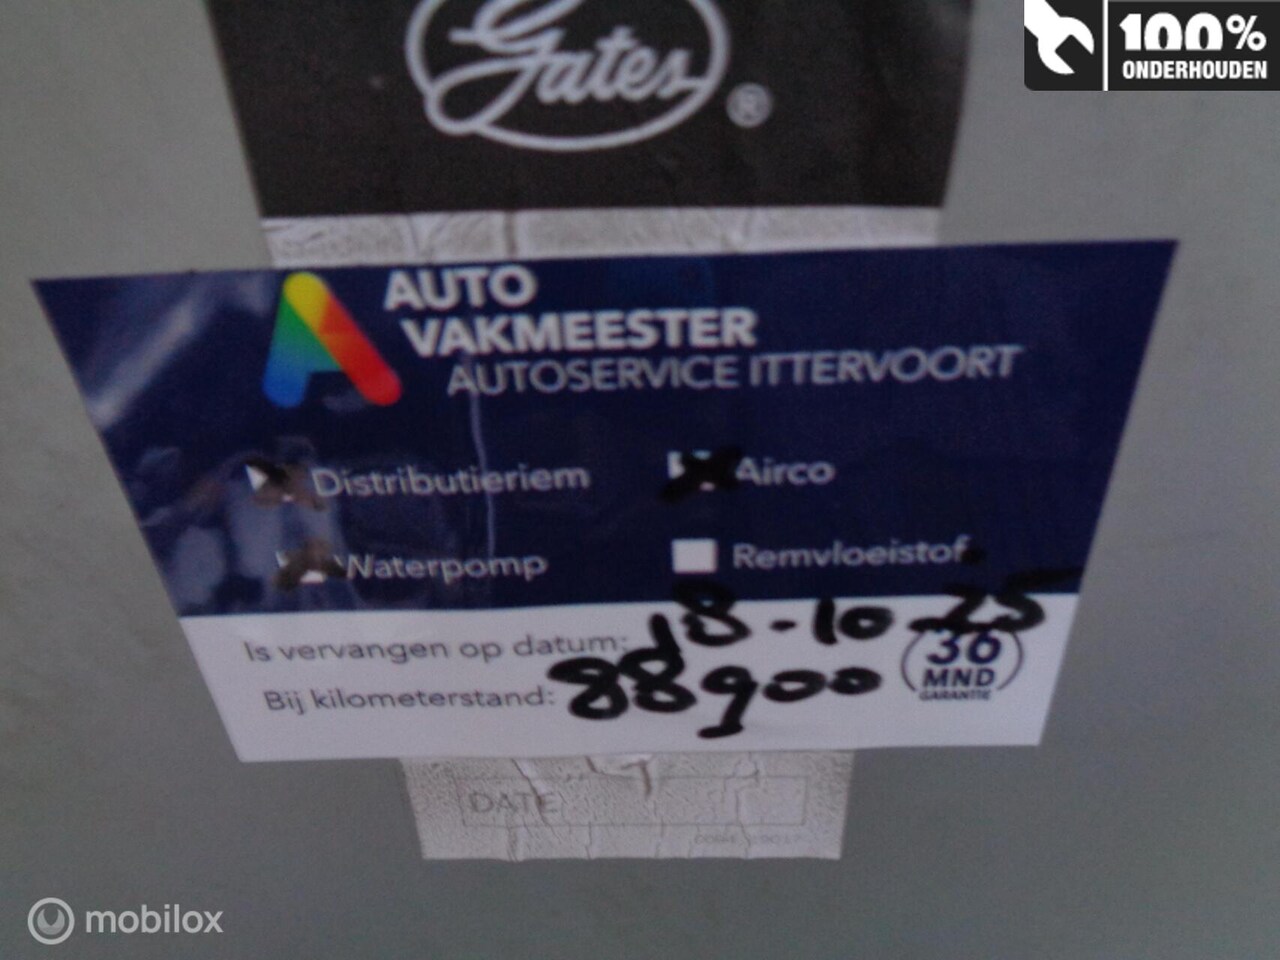 Gates®
100%
ONDERHOUDEN
AUTO
VAKMEESTER
AUTOSERVICE ITTERVOORT
Distributieriem
Airco
Waterpomp
Remvloeistof
Is vervangen op datum: 18-10-25
Bij kilometerstand: 88900
36
MND
GARANTIE
DATE
mobilox